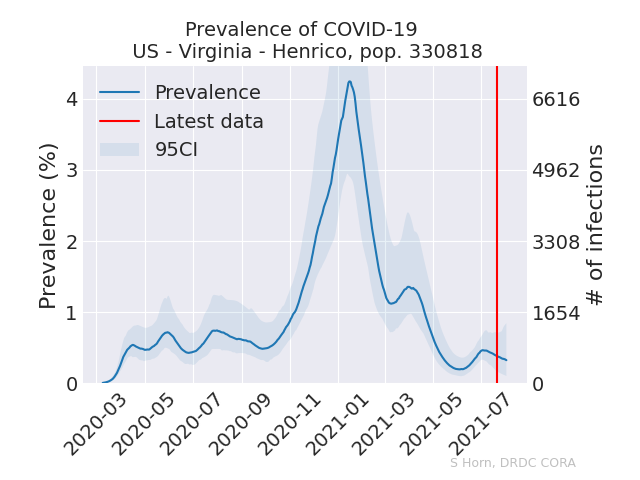 Prevalence of COVID-19
US - Virginia - Henrico, pop. 330818
Prevalence
Latest data
95CI
Prevalence (%)
4
3
2
1
0
6616
4962
3308
1654
0
# of infections
2020-03
2020-05
2020-07
2020-09
2020-11
2021-01
2021-03
2021-05
2021-07
S Horn, DRDC CORA